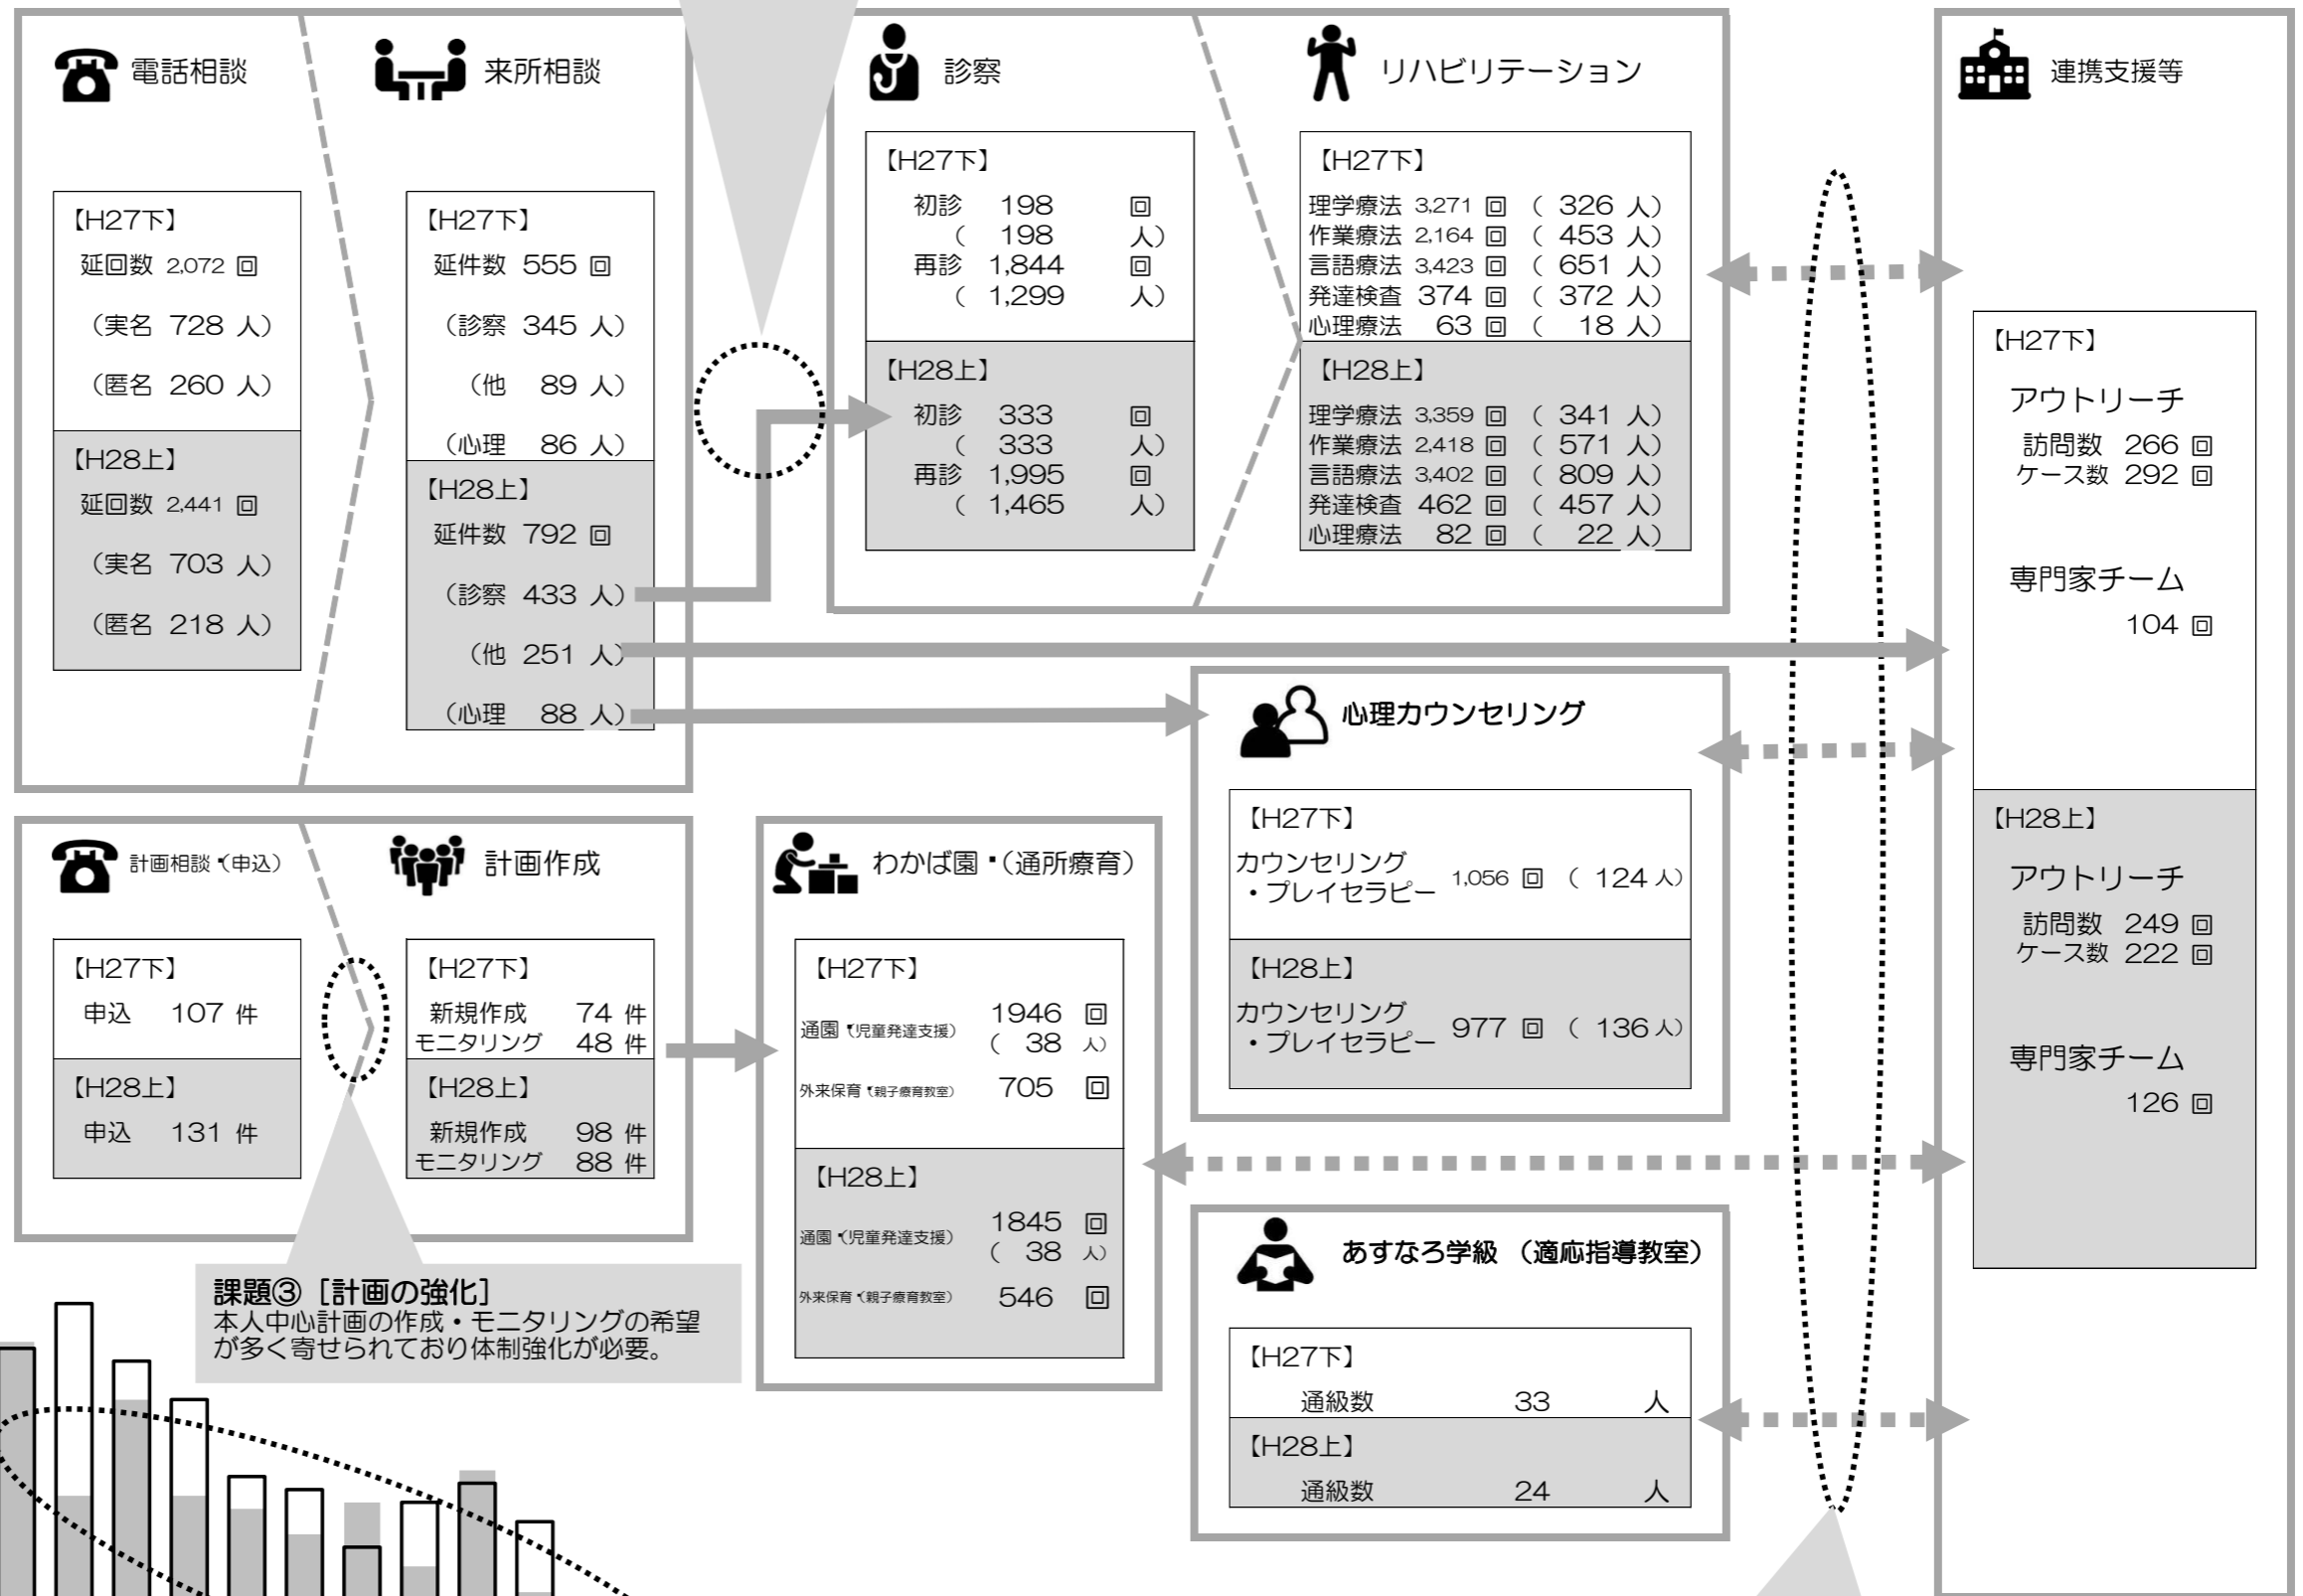 電話相談
【H27下】
延回数 2,072 回
（実名 728 人）
（匿名 260 人）
【H28上】
延回数 2,441 回
（実名 703 人）
（匿名 218 人）
来所相談
【H27下】
延件数 555 回
（診察 345 人）
（他 89 人）
（心理 86 人）
【H28上】
延件数 792 回
（診察 433 人）
（他 251 人）
（心理 88 人）
診察
【H27下】
初診 198 回
（ 198 人）
再診 1,844 回
（ 1,299 人）
【H28上】
初診 333 回
（ 333 人）
再診 1,995 回
（ 1,465 人）
リハビリテーション
【H27下】
理学療法 3,271 回 （ 326 人）
作業療法 2,164 回 （ 453 人）
言語療法 3,423 回 （ 651 人）
発達検査 374 回 （ 372 人）
心理療法 63 回 （ 18 人）
【H28上】
理学療法 3,359 回 （ 341 人）
作業療法 2,418 回 （ 571 人）
言語療法 3,402 回 （ 809 人）
発達検査 462 回 （ 457 人）
心理療法 82 回 （ 22 人）
連携支援等
【H27下】
アウトリーチ
訪問数 266 回
ケース数 292 回
専門家チーム
104 回
【H28上】
アウトリーチ
訪問数 249 回
ケース数 222 回
専門家チーム
126 回
心理カウンセリング
【H27下】
カウンセリング
・プレイセラピー 1,056 回 （ 124 人）
【H28上】
カウンセリング
・プレイセラピー 977 回 （ 136 人）
計画相談（申込）
【H27下】
申込 107 件
【H28上】
申込 131 件
計画作成
【H27下】
新規作成 74 件
モニタリング 48 件
【H28上】
新規作成 98 件
モニタリング 88 件
わかば園（通所療育）
【H27下】
通園（児童発達支援） 1946 回
（ 38 人）
外来保育（親子療育教室） 705 回
【H28上】
通園（児童発達支援） 1845 回
（ 38 人）
外来保育（親子療育教室） 546 回
あすなろ学級 （適応指導教室）
【H27下】
通級数 33 人
【H28上】
通級数 24 人
課題③［計画の強化］
本人中心計画の作成・モニタリングの希望
が多く寄せられており体制強化が必要。